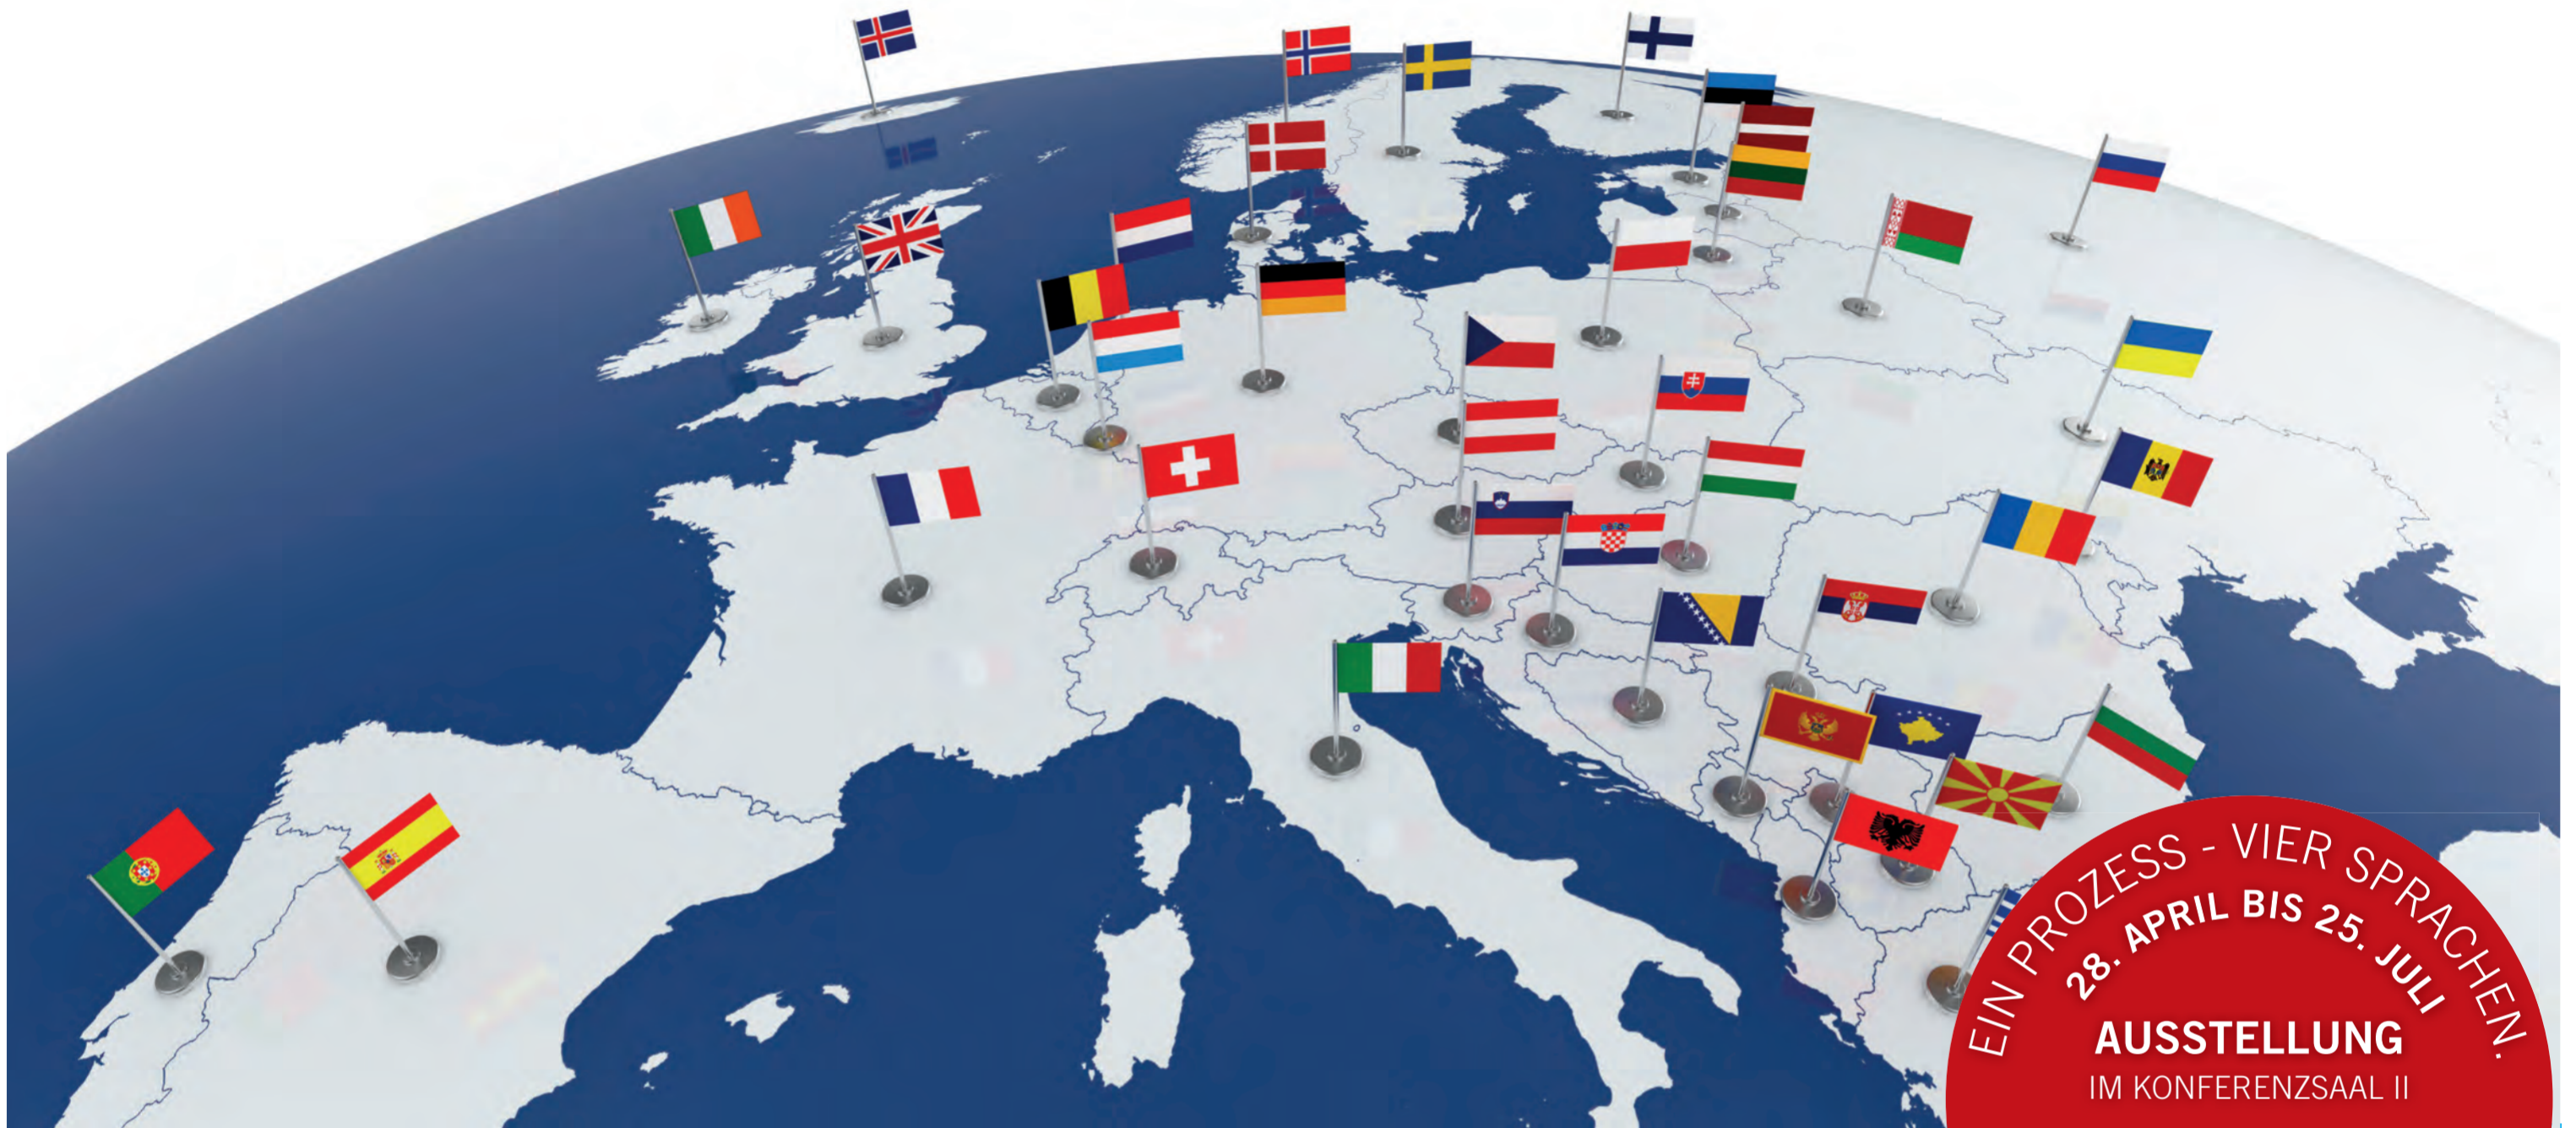 EIN PROZESS - VIER SPRACHEN.
28. APRIL BIS 25. JULI
AUSSTELLUNG
IM KONFERENZSAAL II